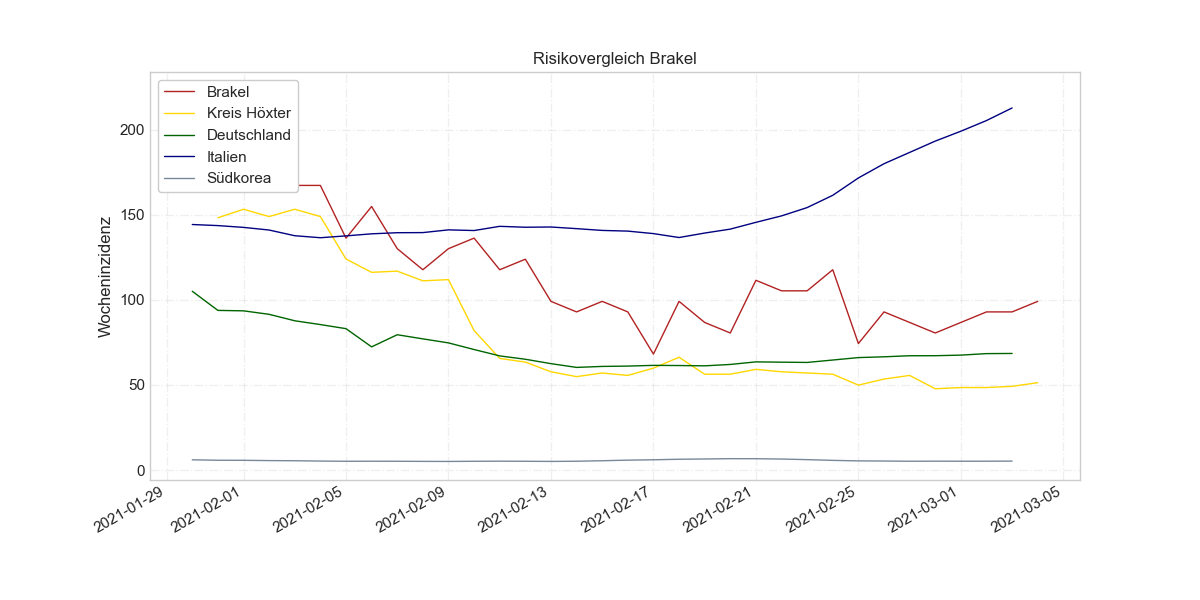 Risikovergleich Brakel
Brakel
Kreis Höxter
Deutschland
Italien
Südkorea
Wocheninzidenz
200
150
100
50
0
2021-01-29
2021-02-01
2021-02-05
2021-02-09
2021-02-13
2021-02-17
2021-02-21
2021-02-25
2021-03-01
2021-03-05